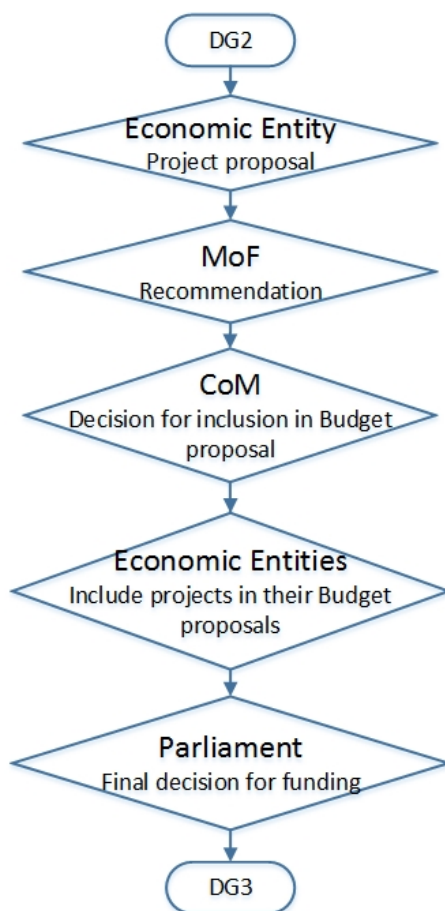 DG2
Economic Entity
Project proposal
MoF
Recommendation
CoM
Decision for inclusion in Budget
proposal
Economic Entities
Include projects in their Budget
proposals
Parliament
Final decision for funding
DG3